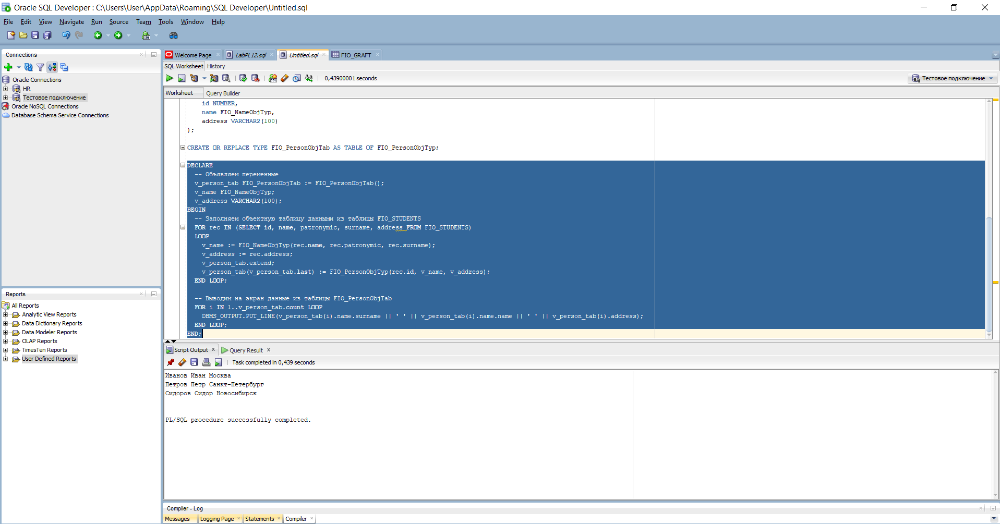 Oracle SQL Developer : C:\Users\User\AppData\Roaming\SQL Developer\Untitled.sql
File Edit View Navigate Run Source Team Tools Window Help
Connections
Oracle Connections
HR
Тестовое подключение
Oracle NoSQL Connections
Database Schema Service Connections
Reports
All Reports
Analytic View Reports
Data Dictionary Reports
Data Modeler Reports
OLAP Reports
TimesTen Reports
User Defined Reports
Welcome Page LabPL12.sql Untitled.sql FIO_GRAFT
SQL Worksheet History
0,43900001 seconds
Тестовое подключение
Worksheet Query Builder
id NUMBER,
name FIO_NameObjTyp,
address VARCHAR2(100)
);
CREATE OR REPLACE TYPE FIO_PersonObjTab AS TABLE OF FIO_PersonObjTyp;
DECLARE
-- Объявляем переменные
v_person_tab FIO_PersonObjTab := FIO_PersonObjTab();
v_name FIO_NameObjTyp;
v_address VARCHAR2(100);
BEGIN
-- Заполняем объектную таблицу данными из таблицы FIO_STUDENTS
FOR rec IN (SELECT id, name, patronymic, surname, address FROM FIO_STUDENTS)
LOOP
v_name := FIO_NameObjTyp(rec.name, rec.patronymic, rec.surname);
v_address := rec.address;
v_person_tab.extend;
v_person_tab(v_person_tab.last) := FIO_PersonObjTyp(rec.id, v_name, v_address);
END LOOP;
-- Выводим на экран данные из таблицы FIO_PersonObjTab
FOR i IN 1..v_person_tab.count LOOP
DBMS_OUTPUT.PUT_LINE(v_person_tab(i).name.surname || ' ' || v_person_tab(i).name.name || ' ' || v_person_tab(i).address);
END LOOP;
END;
Script Output Query Result
Task completed in 0,439 seconds
Иванов Иван Москва
Петров Петр Санкт-Петербург
Сидоров Сидор Новосибирск
PL/SQL procedure successfully completed.
Compiler - Log
Messages Logging Page Statements Compiler